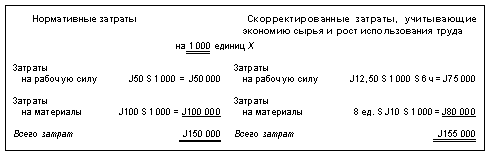 Нормативные затраты Скорректированные затраты, учитывающие
экономию сырья и рост использования труда
на 1 000 единиц X
Затраты Затраты
на рабочую силу J50 S 1 000 = J50 000 на рабочую силу J12,50 S 1 000 S 6 ч = J75 000
Затраты Затраты
на материалы J100 S 1 000 = J100 000 на материалы 8 ед. S J10 S 1 000 = J80 000
Всего затрат J150 000 Всего затрат J155 000